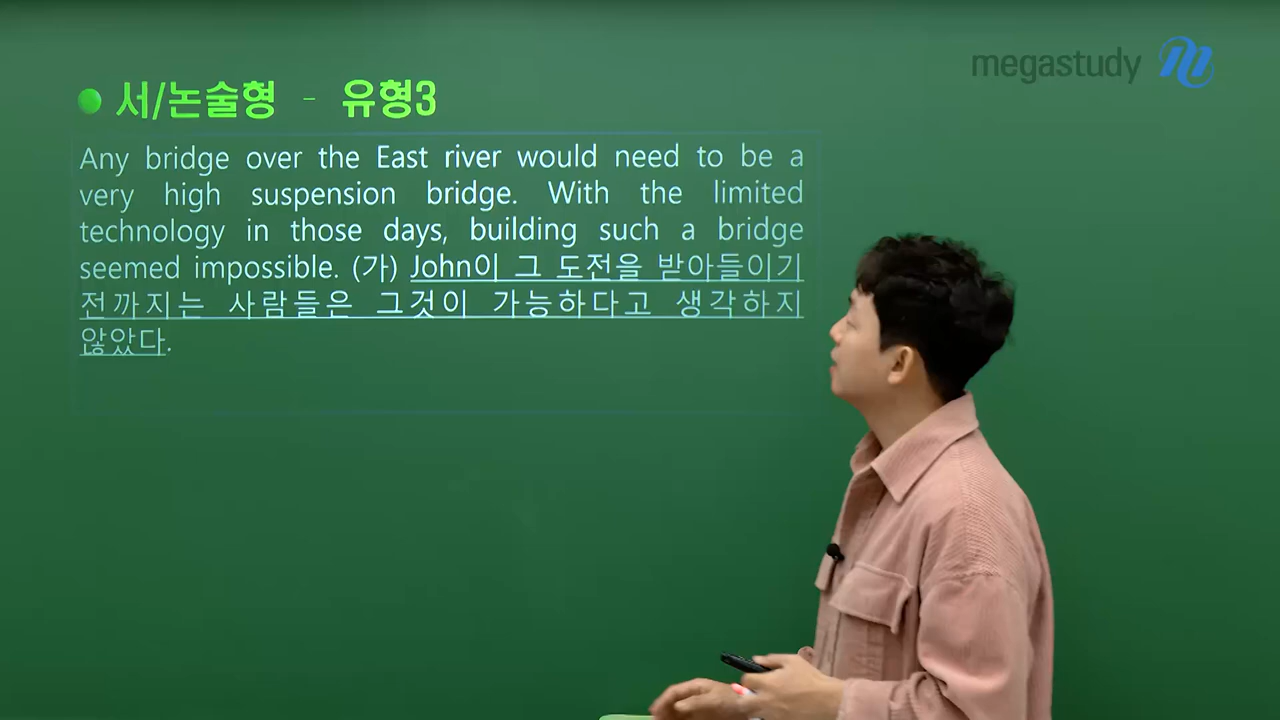 megastudy
서/논술형 - 유형3
Any bridge over the East river would need to be a
very high suspension bridge. With the limited
technology in those days, building such a bridge
seemed impossible. (가) John이 그 도전을 받아들이기
전까지는 사람들은 그것이 가능하다고 생각하지
않았다.